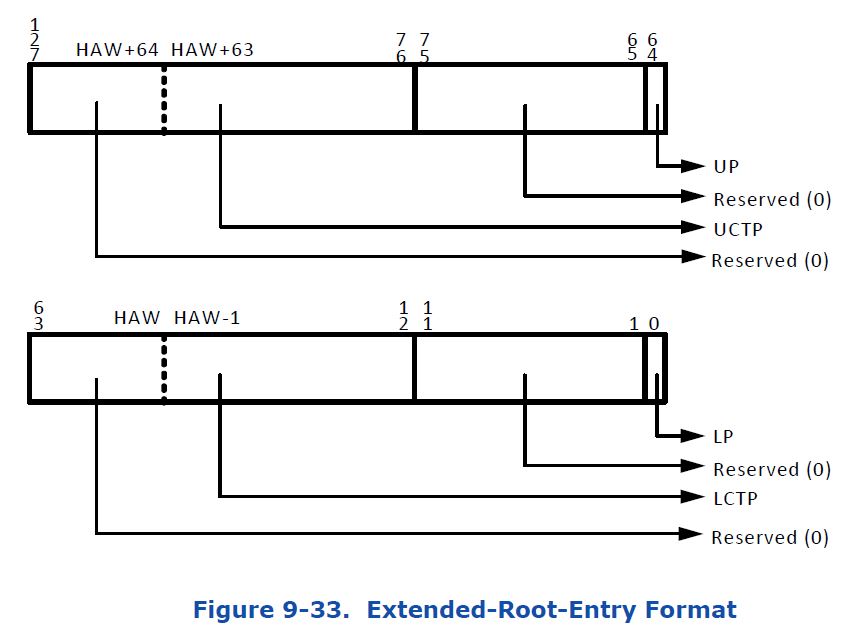 127 HAW+64 HAW+63 76 75 65 64
UP
Reserved (0)
UCTP
Reserved (0)
63 HAW HAW-1 12 11 1 0
LP
Reserved (0)
LCTP
Reserved (0)
Figure 9-33. Extended-Root-Entry Format